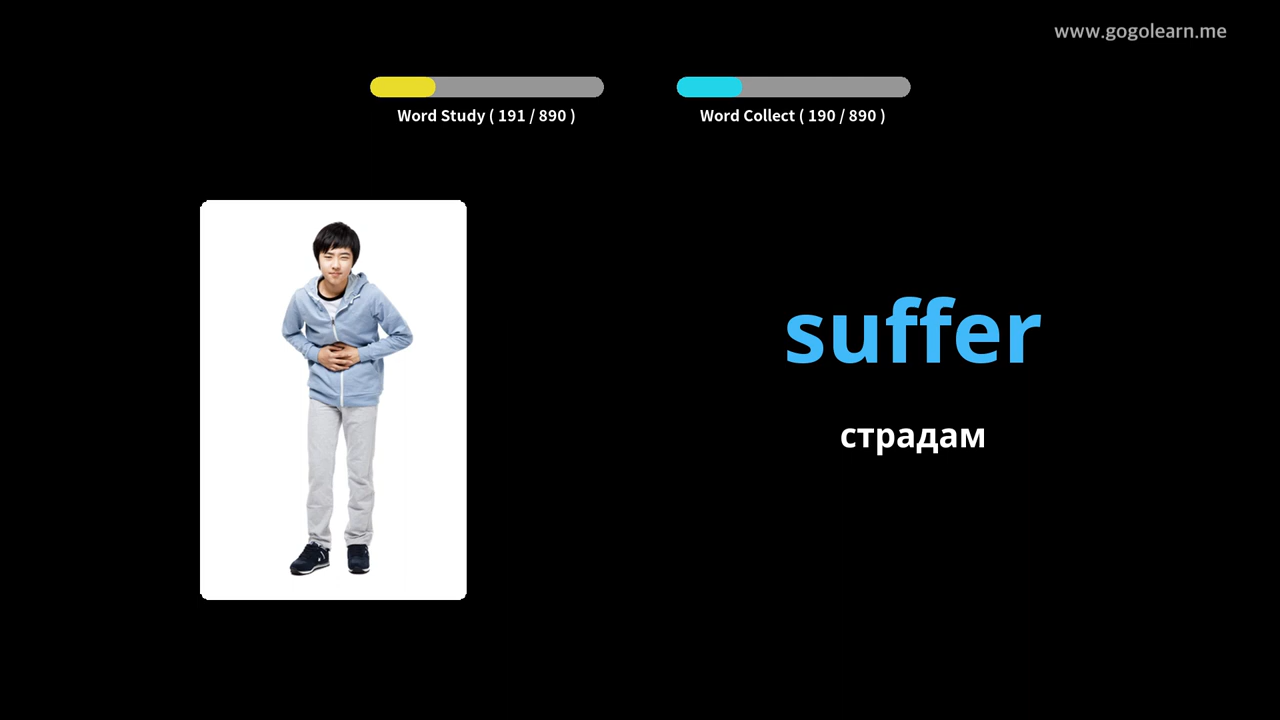 www.gogolearn.me
Word Study ( 191 / 890 )
Word Collect ( 190 / 890 )
suffer
страдам